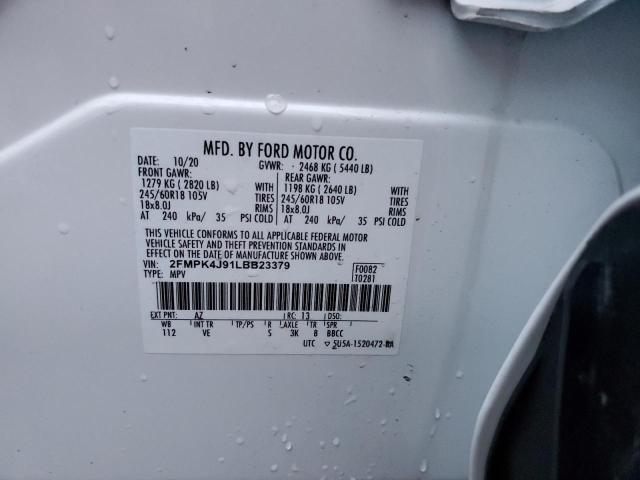 MFD. BY FORD MOTOR CO.
DATE: 10/20 GVWR: 2468 KG ( 5440 LB)
FRONT GAWR: REAR GAWR:
1279 KG ( 2820 LB) WITH 1198 KG ( 2640 LB) WITH
245/60R18 105V TIRES 245/60R18 105V TIRES
18x8.0J RIMS 18x8.0J RIMS
AT 240 kPa/ 35 PSI COLD AT 240 kPa/ 35 PSI COLD
THIS VEHICLE CONFORMS TO ALL APPLICABLE FEDERAL MOTOR
VEHICLE SAFETY AND THEFT PREVENTION STANDARDS IN
EFFECT ON THE DATE OF MANUFACTURE SHOWN ABOVE.
VIN: 2FMPK4J91LBB23379 F0082
TYPE: MPV T0281
EXT PNT: AZ RC: 13 DSO:
WB INT TR TP/PS R AXLE TR SPR
112 VE S 3K 8 BBCC
UTC